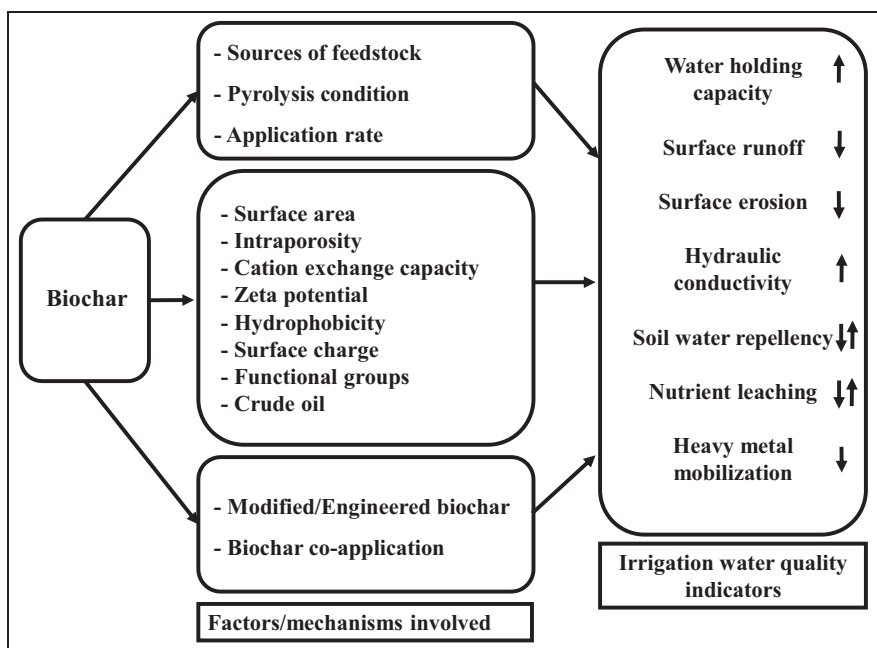 Biochar
- Sources of feedstock
- Pyrolysis condition
- Application rate
- Surface area
- Intraporosity
- Cation exchange capacity
- Zeta potential
- Hydrophobicity
- Surface charge
- Functional groups
- Crude oil
- Modified/Engineered biochar
- Biochar co-application
Factors/mechanisms involved
Water holding
capacity ↑
Surface runoff ↓
Surface erosion ↓
Hydraulic
conductivity ↑
Soil water repellency ↓↑
Nutrient leaching ↓↑
Heavy metal
mobilization ↓
Irrigation water quality
indicators